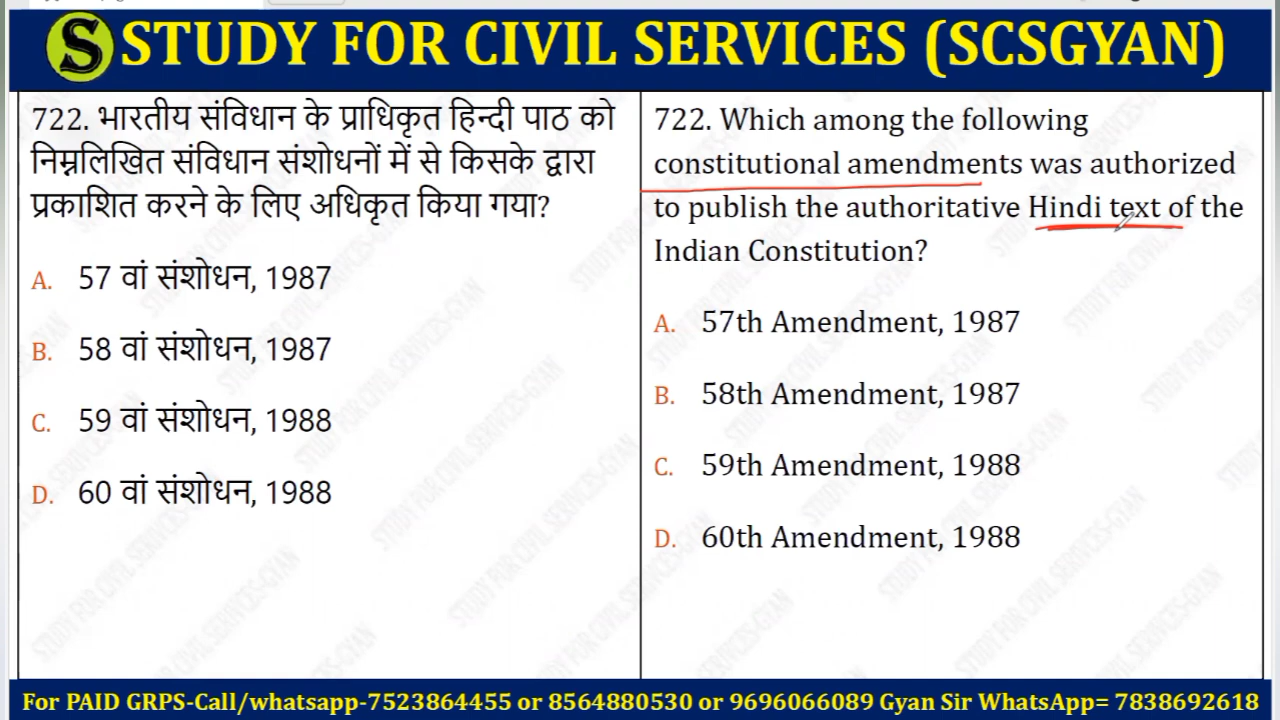 S STUDY FOR CIVIL SERVICES (SCSGYAN)
722. भारतीय संविधान के प्राधिकृत हिन्दी पाठ को
निम्नलिखित संविधान संशोधनों में से किसके द्वारा
प्रकाशित करने के लिए अधिकृत किया गया?
A. 57 वां संशोधन, 1987
B. 58 वां संशोधन, 1987
C. 59 वां संशोधन, 1988
D. 60 वां संशोधन, 1988
722. Which among the following
constitutional amendments was authorized
to publish the authoritative Hindi text of the
Indian Constitution?
A. 57th Amendment, 1987
B. 58th Amendment, 1987
C. 59th Amendment, 1988
D. 60th Amendment, 1988
For PAID GRPS-Call/whatsapp-7523864455 or 8564880530 or 9696066089 Gyan Sir WhatsApp= 7838692618